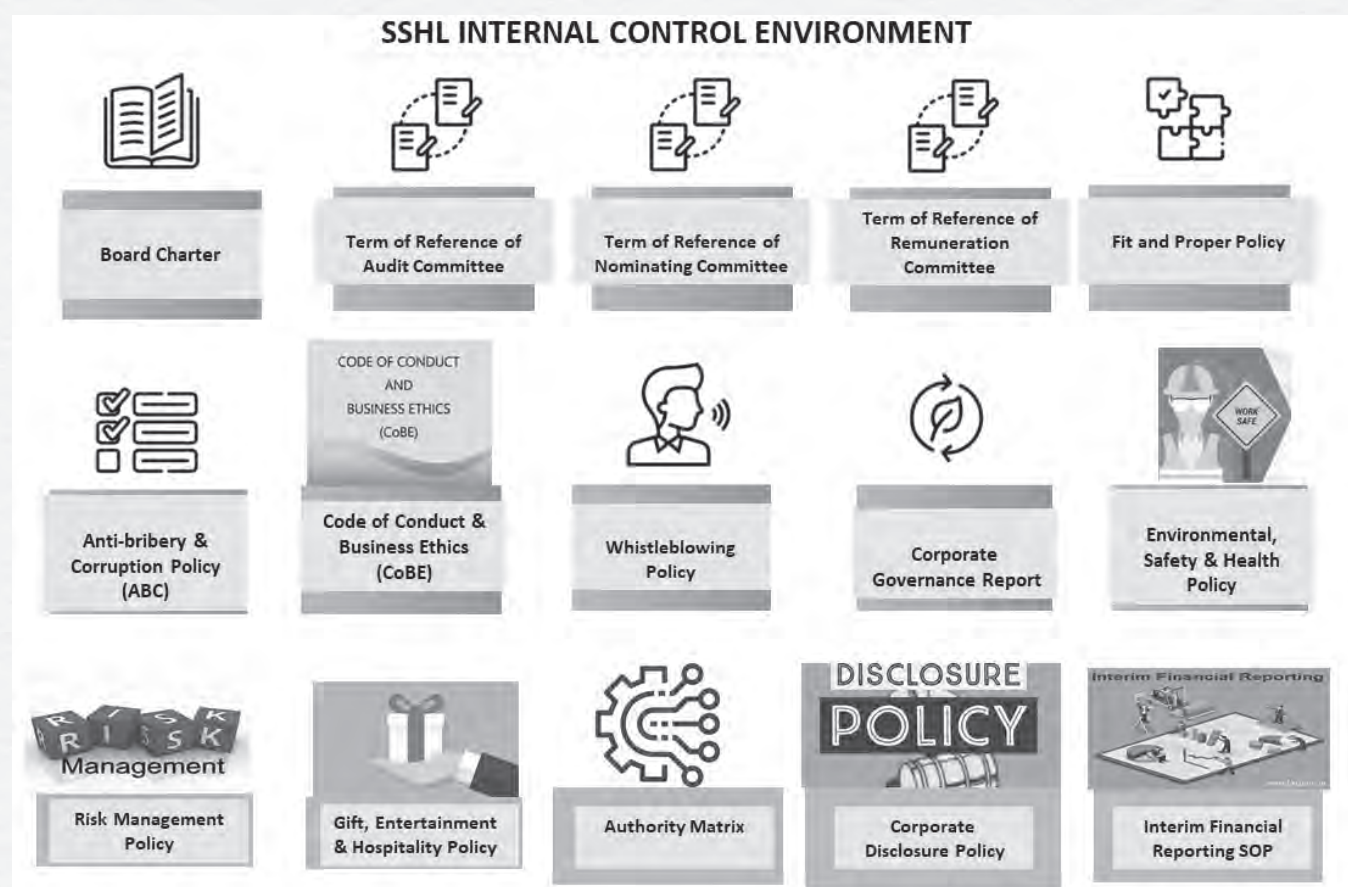 SSHL INTERNAL CONTROL ENVIRONMENT
Board Charter
Term of Reference of
Audit Committee
Term of Reference of
Nominating Committee
Term of Reference of
Remuneration
Committee
Fit and Proper Policy
CODE OF CONDUCT
AND
BUSINESS ETHICS
(CoBE)
WORK
SAFE
Anti-bribery &
Corruption Policy
(ABC)
Code of Conduct &
Business Ethics
(CoBE)
Whistleblowing
Policy
Corporate
Governance Report
Environmental,
Safety & Health
Policy
R I S K
R I S K
Management
DISCLOSURE
POLICY
Interim Financial Reporting
Risk Management
Policy
Gift, Entertainment
& Hospitality Policy
Authority Matrix
Corporate
Disclosure Policy
Interim Financial
Reporting SOP